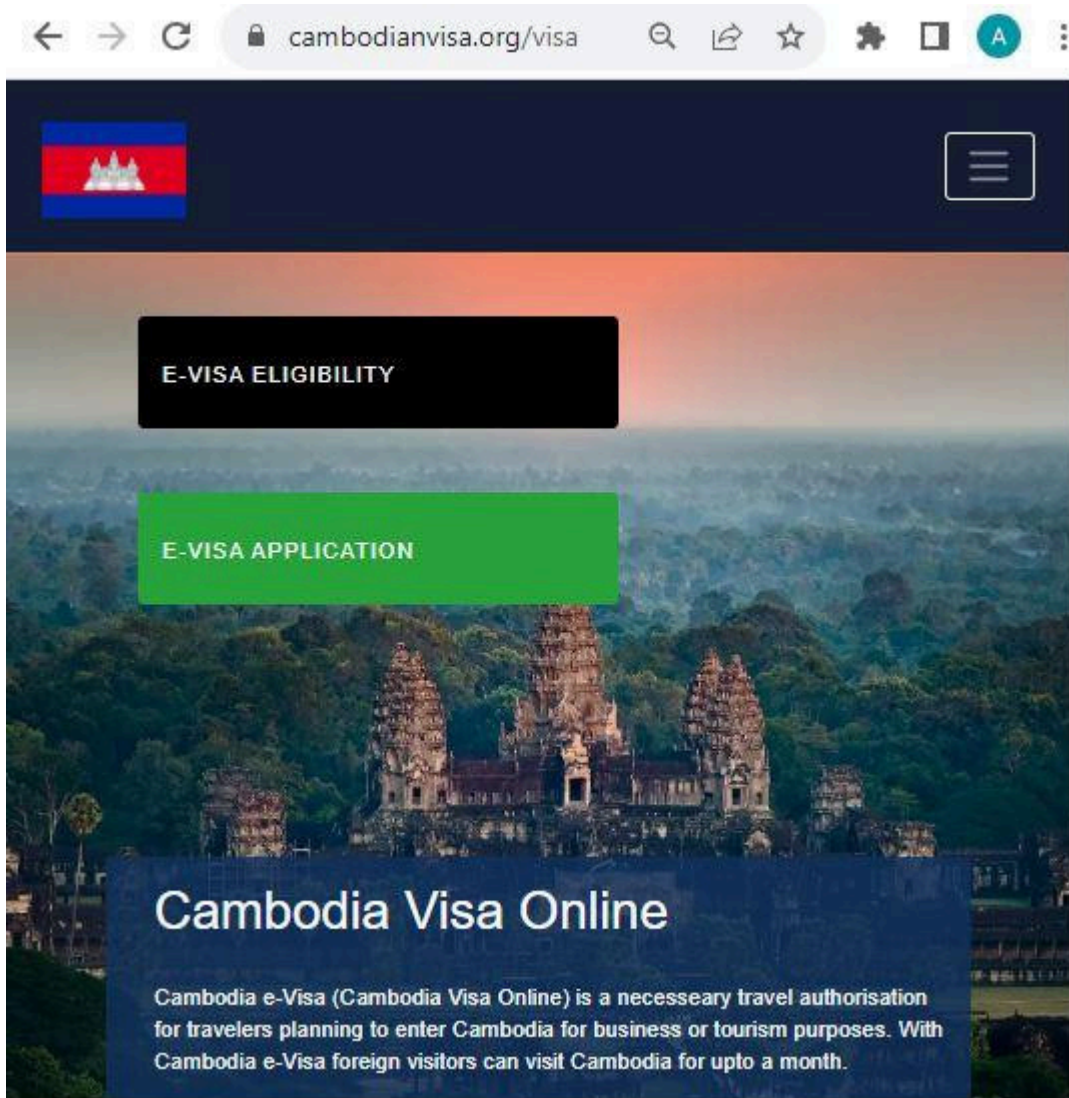 cambodianvisa.org/visa
A
E-VISA ELIGIBILITY
E-VISA APPLICATION
Cambodia Visa Online
Cambodia e-Visa (Cambodia Visa Online) is a necesseary travel authorisation
for travelers planning to enter Cambodia for business or tourism purposes. With
Cambodia e-Visa foreign visitors can visit Cambodia for upto a month.